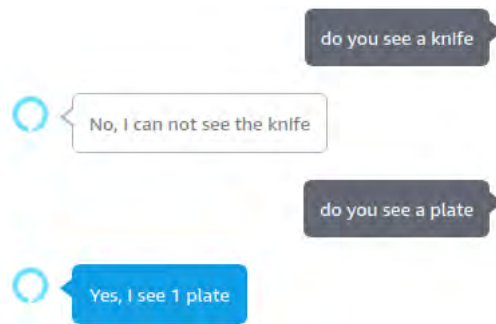 do you see a knife
No, I can not see the knife
do you see a plate
Yes, I see 1 plate